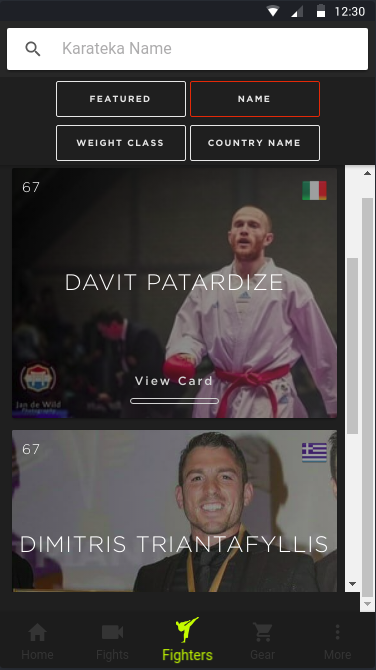 12:30
Karateka Name
FEATURED
NAME
WEIGHT CLASS
COUNTRY NAME
67
DAVIT PATARDIZE
Jan de Wild
Photography
View Card
67
DIMITRIS TRIANTAFYLLIS
Home
Fights
Fighters
Gear
More